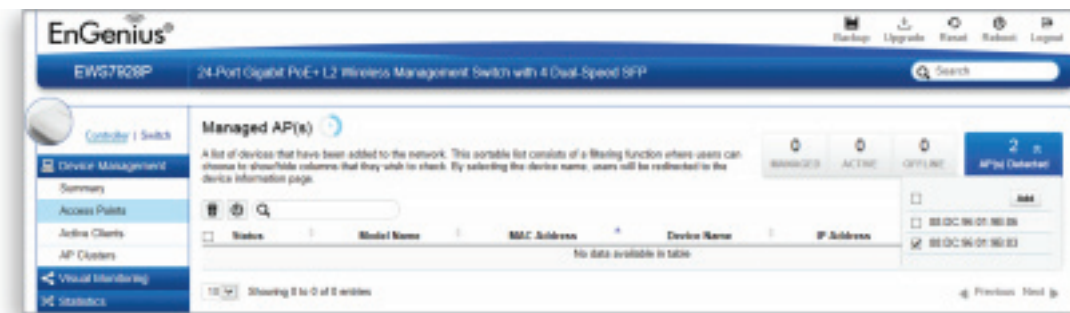 EnGenius®
Backup Upgrade Reset Reboot Logout
EWS7928P
24-Port Gigabit PoE+ L2 Wireless Management Switch with 4 Dual-Speed SFP
Search
Controller | Switch
Device Management
Summary
Access Points
Active Clients
AP Clusters
Visual Monitoring
Statistics
Managed AP(s)
A list of devices that have been added to the network. This sortable list consists of a filtering function where users can
choose to show/hide columns that they wish to check. By selecting the device name, users will be redirected to the
device information page.
0 MANAGED
0 ACTIVE
0 OFFLINE
2 AP(s) Detected
Add
88:DC:96:01:9B:03
Status Model Name MAC Address Device Name IP Address
No data available in table
10 Showing 0 to 0 of 0 entries
Previous Next